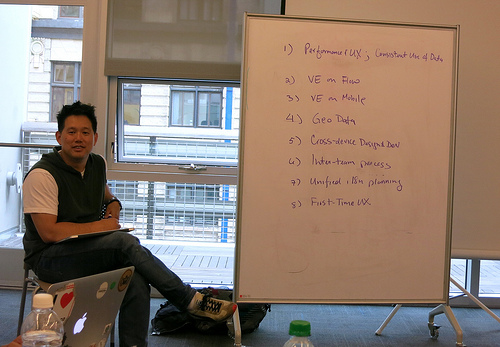 1) Performance/UX; Consistent Use of Data
2) VE on Flow
3) VE on Mobile
4) Geo Data
5) Cross-device Design & Dev
6) Inter-team process
7) Unified planning
8) First-Time UX